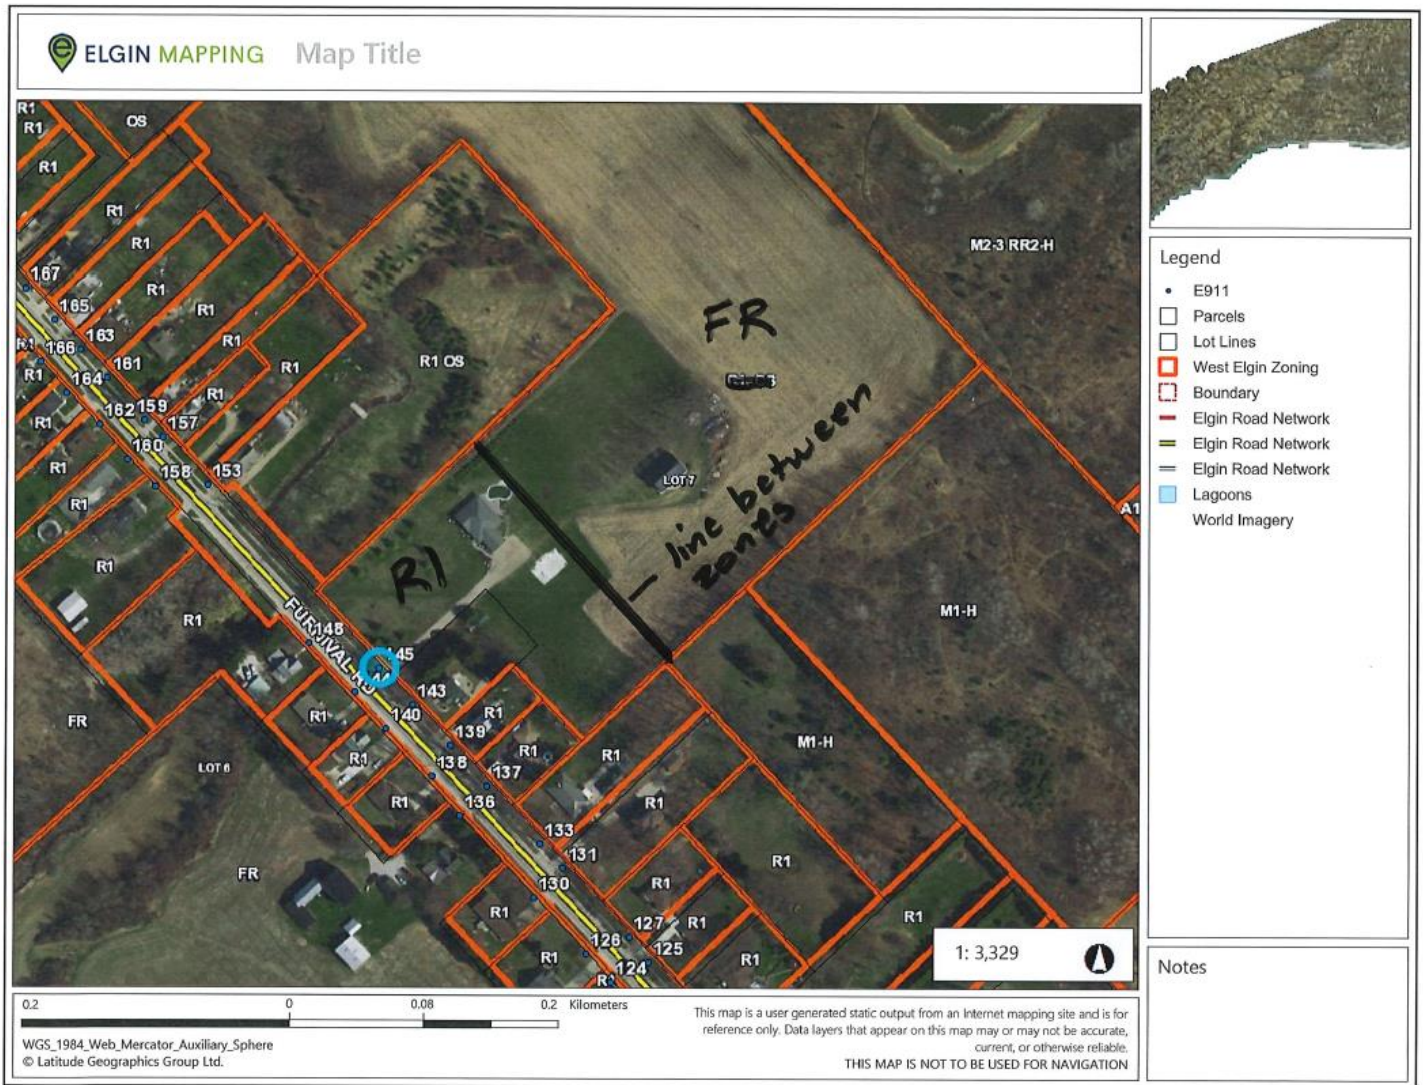 ELGIN MAPPING
Map Title
R1
R1
OS
R1
R1
R1
R1
R1
R1
R1
R1
167
165
163
166
161
164
R1
R1
162
159
157
R1
160
158
153
R1
R1
R1
R1
R1 OS
FR
M2-3 RR2-H
LOT 7
line between
zones
A1
R1
FURNIVAL RD
148
145
143
140
139
138
137
136
133
131
130
127
126
125
124
R1
R1
R1
R1
R1
R1
R1
M1-H
M1-H
FR
LOT 6
FR
R1
R1
R1
R1
R1
R1
R1
R1
1: 3,329
Legend
E911
Parcels
Lot Lines
West Elgin Zoning
Boundary
Elgin Road Network
Elgin Road Network
Elgin Road Network
Lagoons
World Imagery
Notes
0.2
0
0.08
0.2
Kilometers
WGS_1984_Web_Mercator_Auxiliary_Sphere
© Latitude Geographics Group Ltd.
This map is a user generated static output from an Internet mapping site and is for
reference only. Data layers that appear on this map may or may not be accurate,
current, or otherwise reliable.
THIS MAP IS NOT TO BE USED FOR NAVIGATION